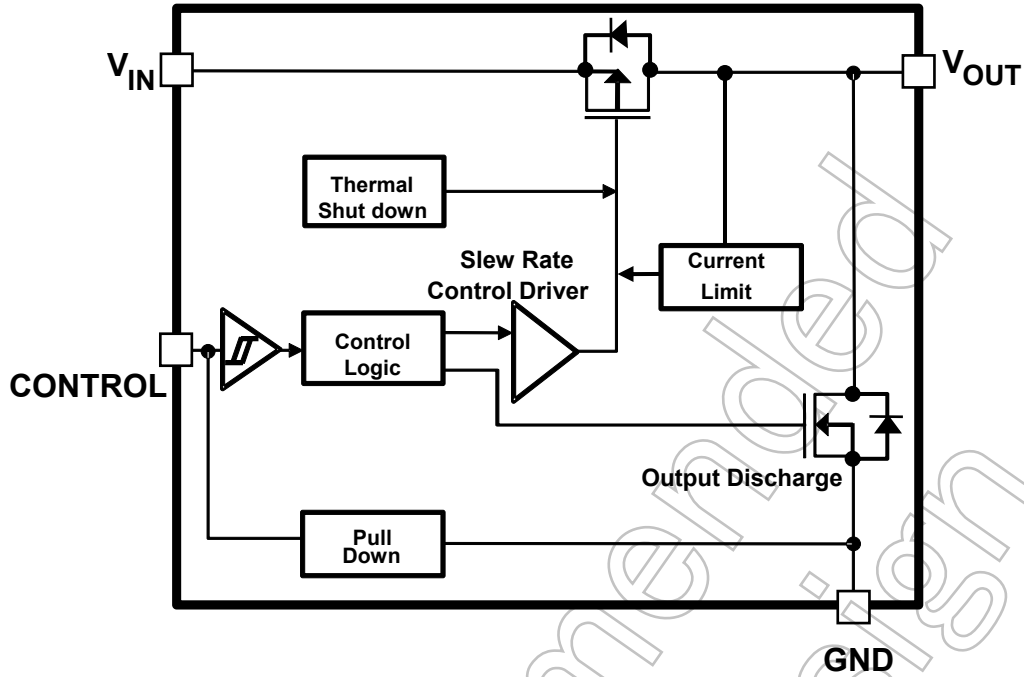 VIN
VOUT
Thermal
Shut down
Slew Rate
Control Driver
Current
Limit
Control
Logic
CONTROL
Output Discharge
Pull
Down
GND